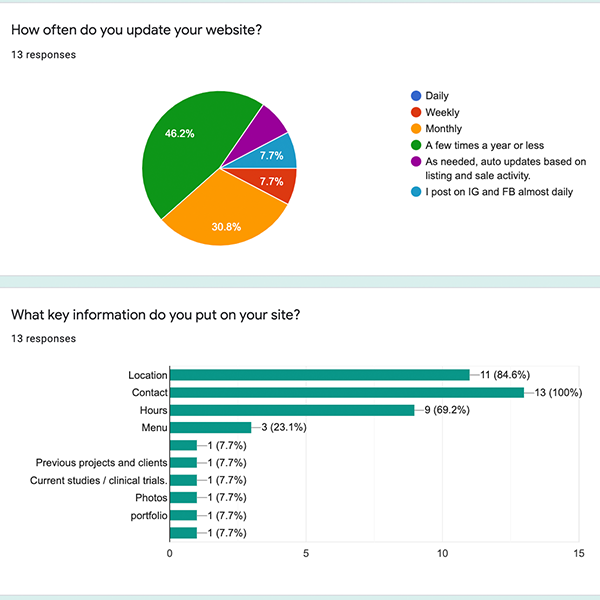 How often do you update your website?
13 responses
46.2%
7.7%
7.7%
30.8%
Daily
Weekly
Monthly
A few times a year or less
As needed, auto updates based on
listing and sale activity.
I post on IG and FB almost daily
What key information do you put on your site?
13 responses
Location 11 (84.6%)
Contact 13 (100%)
Hours 9 (69.2%)
Menu 3 (23.1%)
1 (7.7%)
Previous projects and clients 1 (7.7%)
Current studies / clinical trials. 1 (7.7%)
Photos 1 (7.7%)
portfolio 1 (7.7%)
1 (7.7%)
0 5 10 15